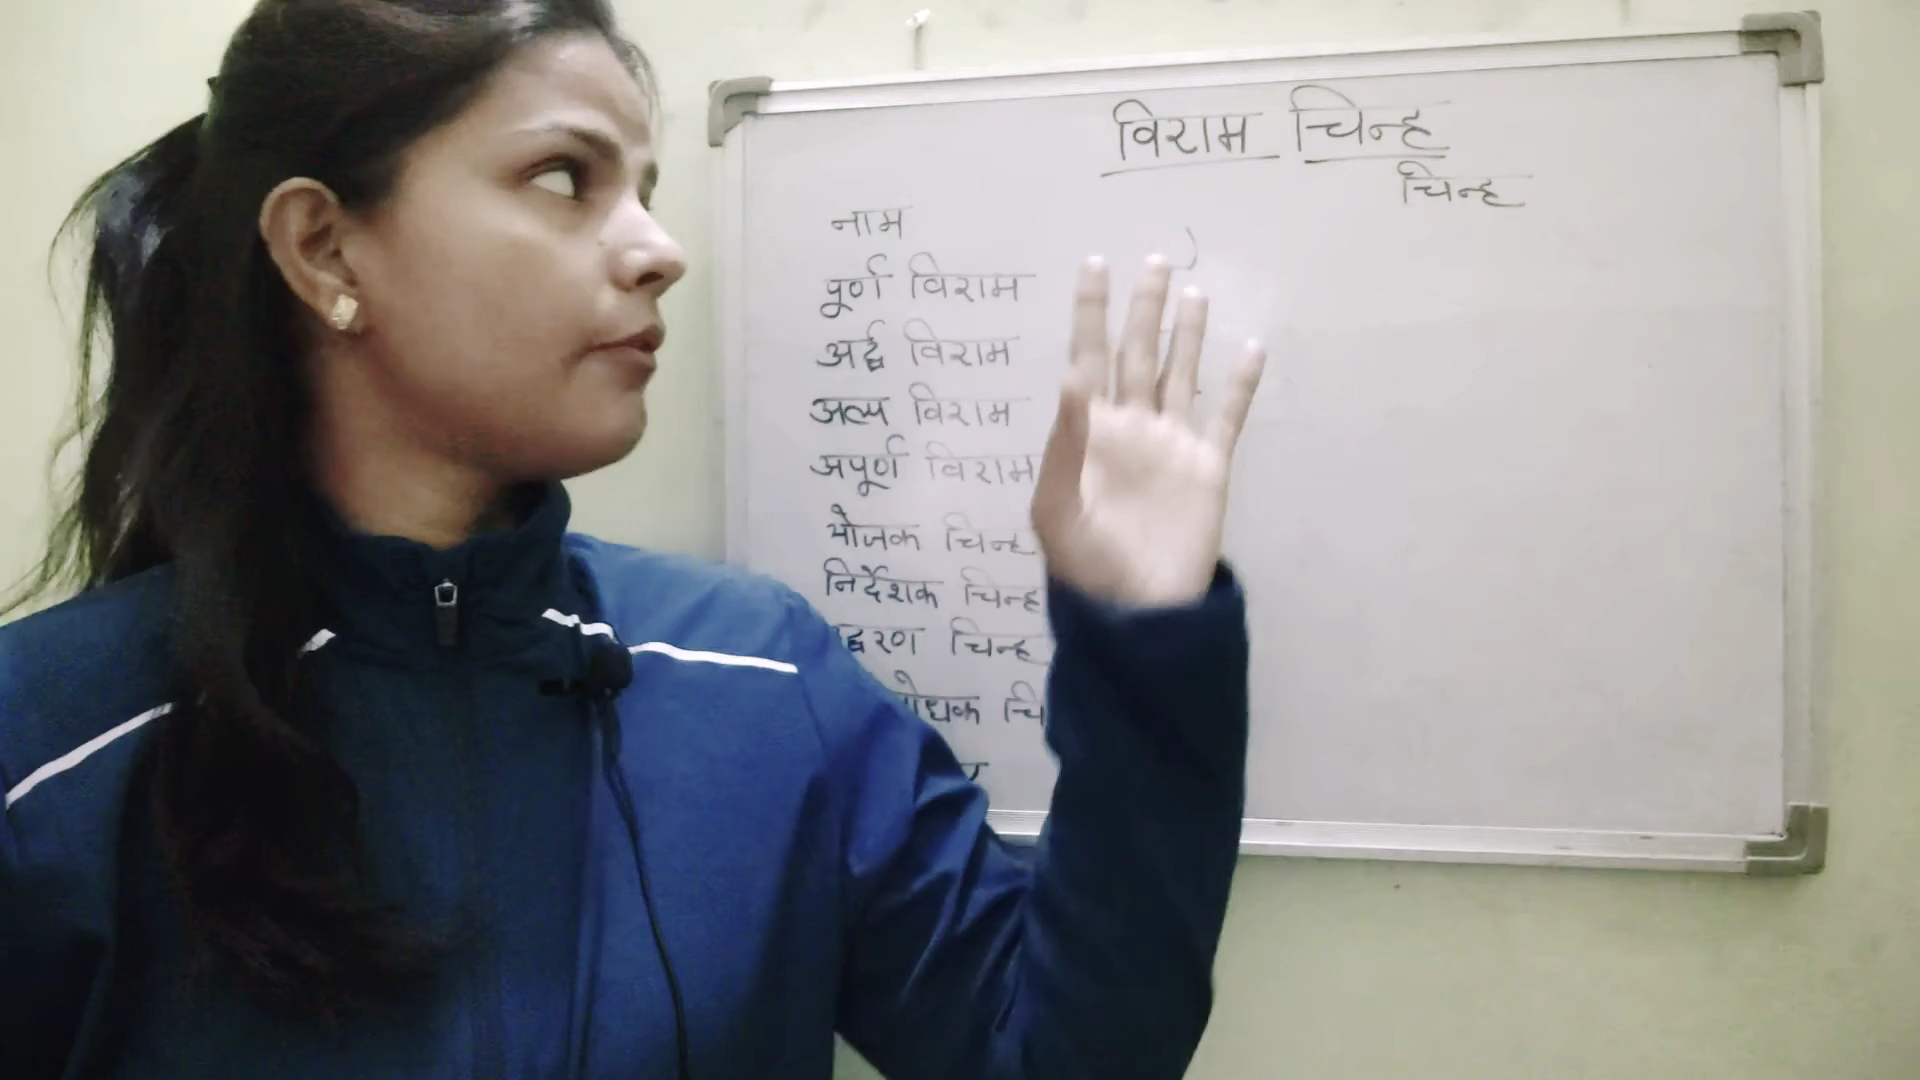 विराम चिन्ह
चिन्ह
नाम
पूर्ण विराम
अर्द्ध विराम
अल्प विराम
अपूर्ण विराम
योजक चिन्ह
निर्देशक चिन्ह
चिन्ह